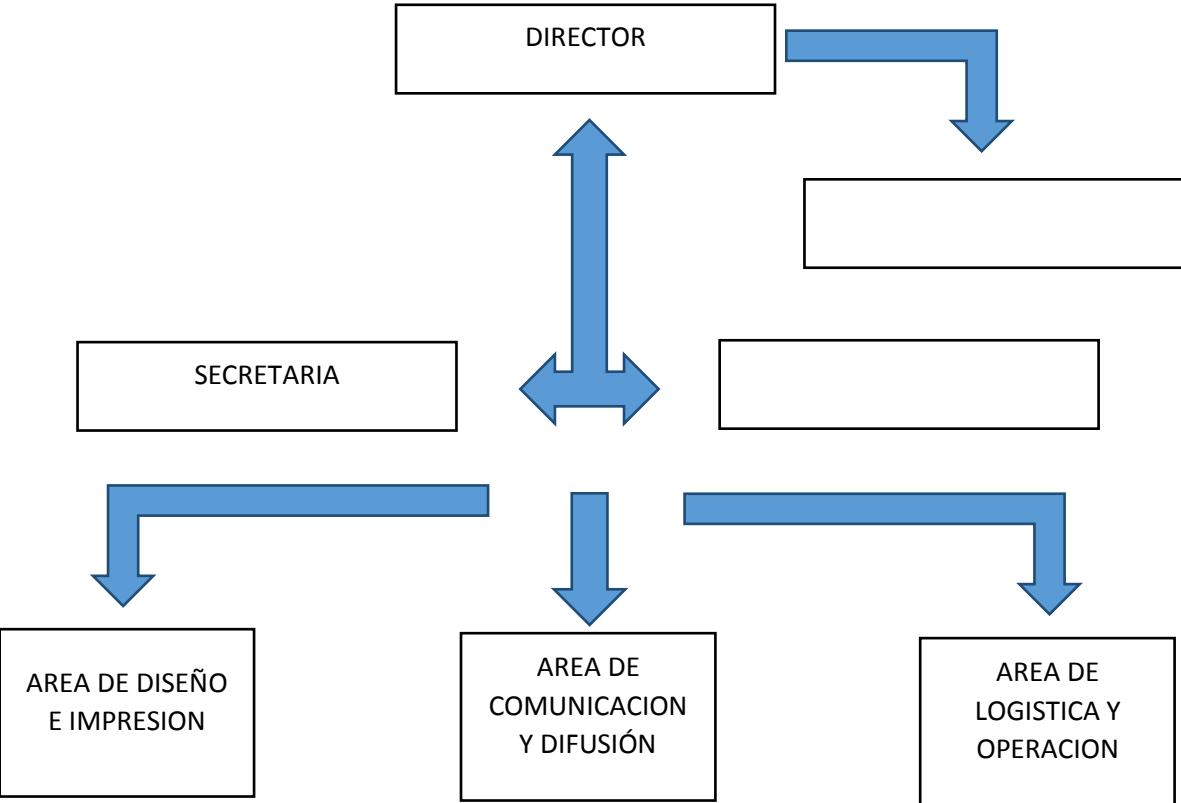 DIRECTOR
SECRETARIA
AREA DE DISEÑO
E IMPRESION
AREA DE
COMUNICACION
Y DIFUSIÓN
AREA DE
LOGISTICA Y
OPERACION